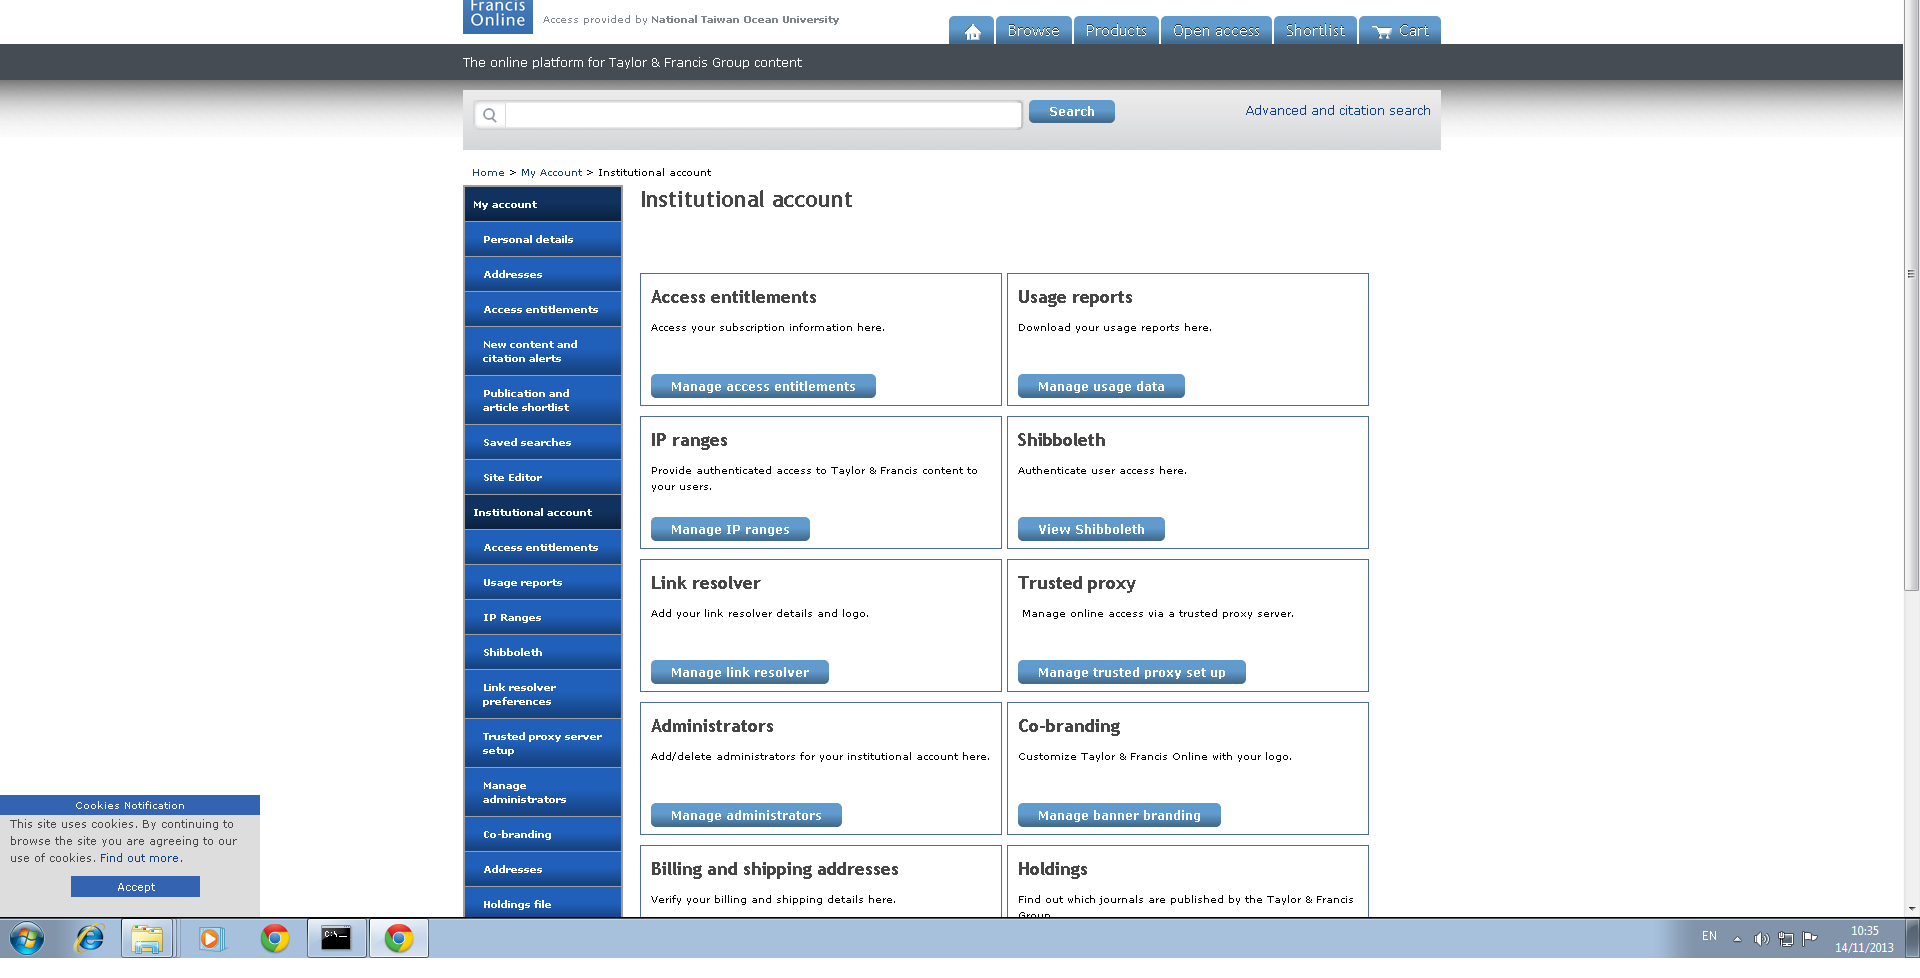 Francis
Online
Access provided by National Taiwan Ocean University
Browse
Products
Open access
Shortlist
Cart
The online platform for Taylor & Francis Group content
Search
Advanced and citation search
Home > My Account > Institutional account
My account
Personal details
Addresses
Access entitlements
New content and
citation alerts
Publication and
article shortlist
Saved searches
Site Editor
Institutional account
Access entitlements
Usage reports
IP Ranges
Shibboleth
Link resolver
preferences
Trusted proxy server
setup
Manage
administrators
Co-branding
Addresses
Holdings file
Institutional account
Access entitlements
Access your subscription information here.
Manage access entitlements
Usage reports
Download your usage reports here.
Manage usage data
IP ranges
Provide authenticated access to Taylor & Francis content to
your users.
Manage IP ranges
Shibboleth
Authenticate user access here.
View Shibboleth
Link resolver
Add your link resolver details and logo.
Manage link resolver
Trusted proxy
Manage online access via a trusted proxy server.
Manage trusted proxy set up
Administrators
Add/delete administrators for your institutional account here.
Manage administrators
Co-branding
Customize Taylor & Francis Online with your logo.
Manage banner branding
Billing and shipping addresses
Verify your billing and shipping details here.
Holdings
Find out which journals are published by the Taylor & Francis
Group
Cookies Notification
This site uses cookies. By continuing to
browse the site you are agreeing to our
use of cookies. Find out more.
Accept
C:\_
EN
10:35
14/11/2013